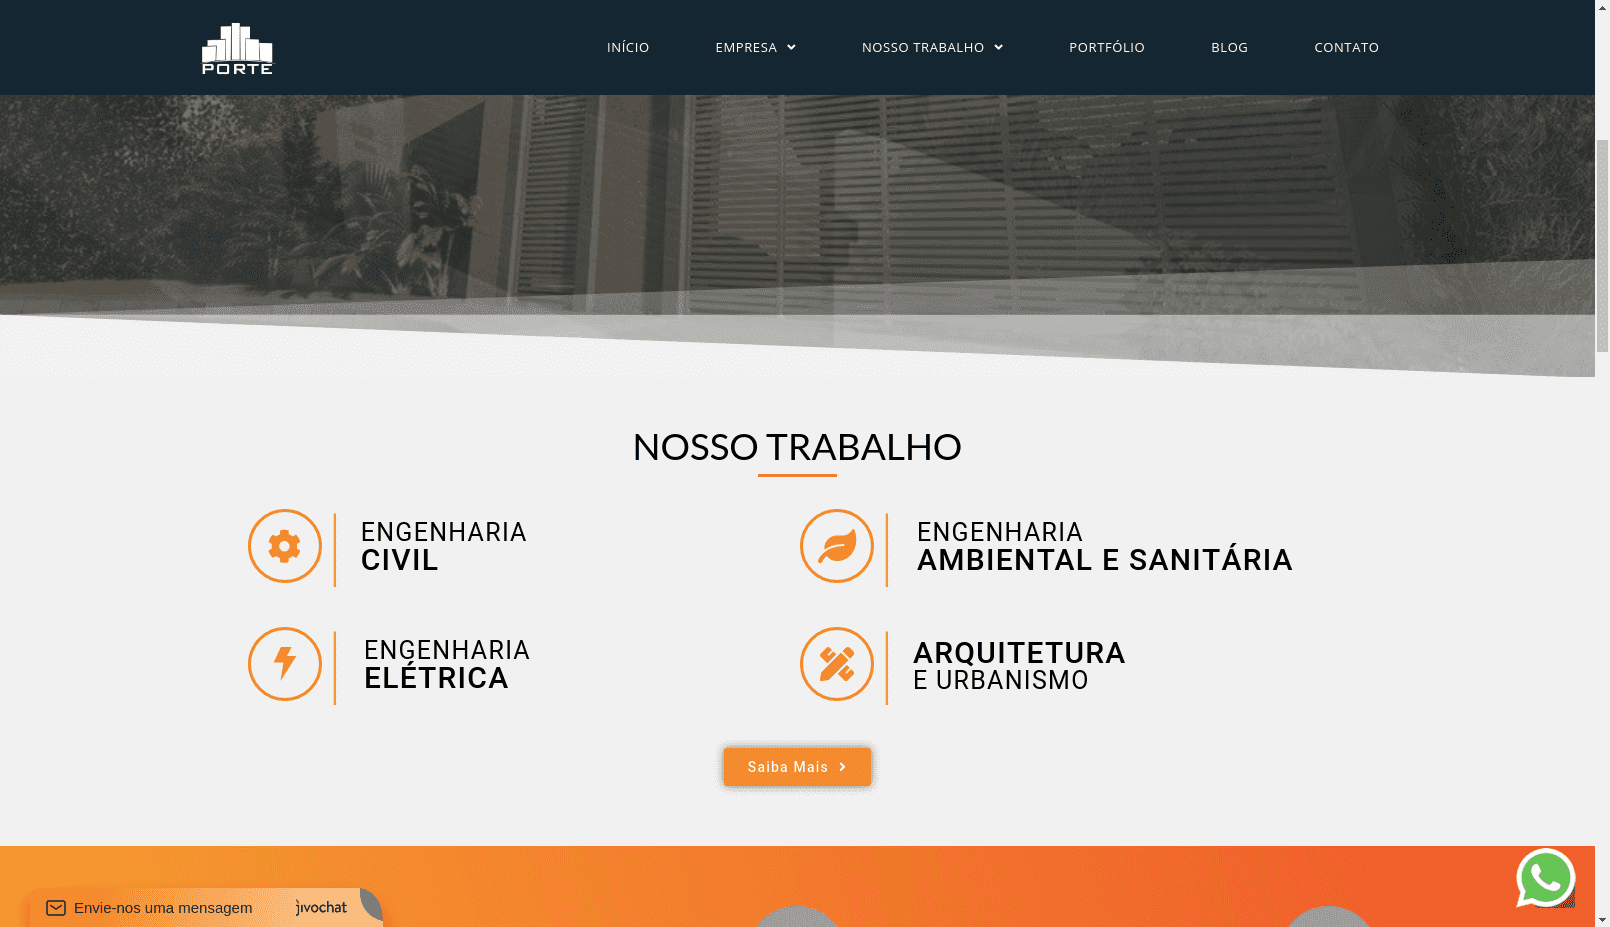 PORTE
INÍCIO EMPRESA NOSSO TRABALHO PORTFÓLIO BLOG CONTATO
NOSSO TRABALHO
ENGENHARIA
CIVIL
ENGENHARIA
AMBIENTAL E SANITÁRIA
ENGENHARIA
ELÉTRICA
ARQUITETURA
E URBANISMO
Saiba Mais
Envie-nos uma mensagem jivochat